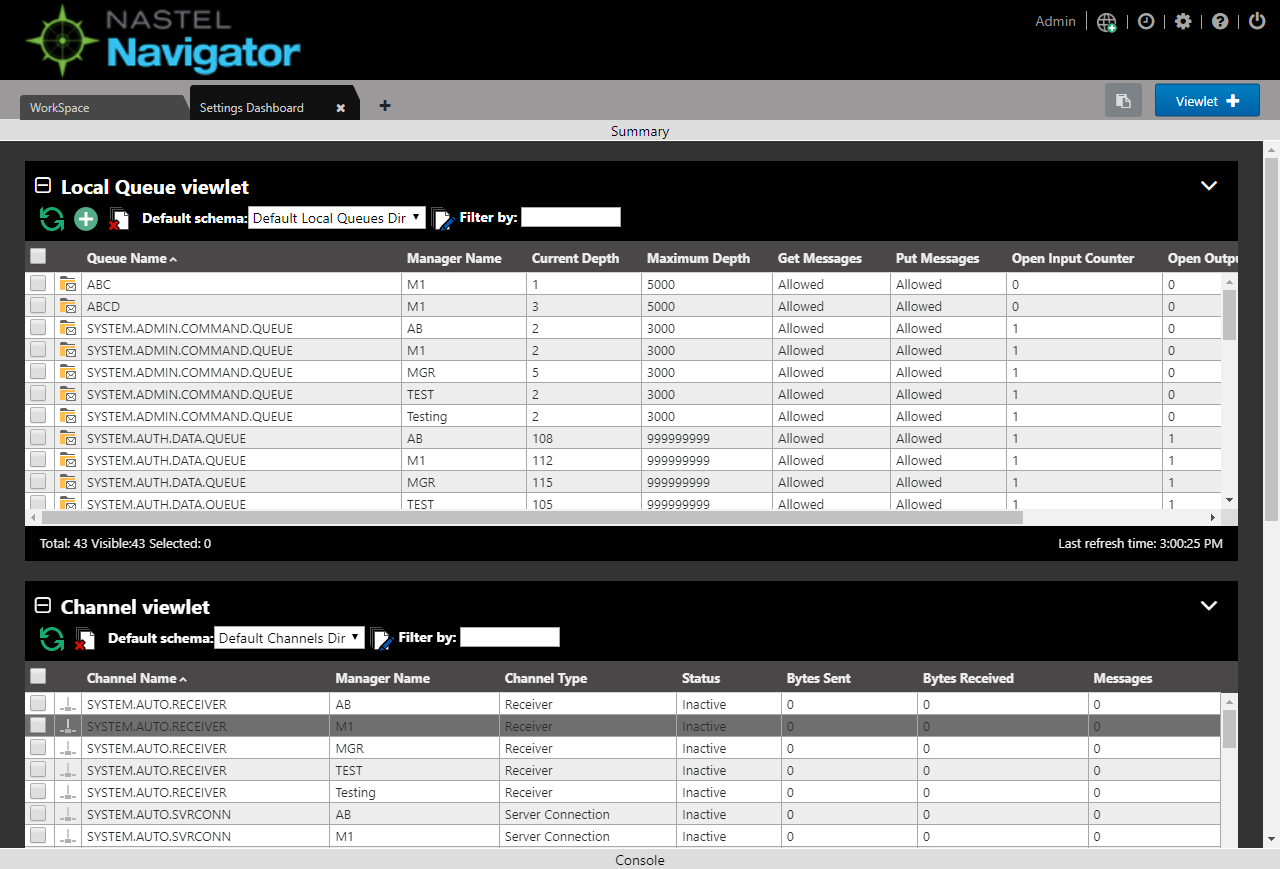 NASTEL
Navigator
Admin
WorkSpace
Settings Dashboard
Viewlet
Summary
Local Queue viewlet
Default schema: Default Local Queues Dir Filter by:
Queue Name Manager Name Current Depth Maximum Depth Get Messages Put Messages Open Input Counter Open Outpu
ABC M1 1 5000 Allowed Allowed 0 0
ABCD M1 3 5000 Allowed Allowed 0 0
SYSTEM.ADMIN.COMMAND.QUEUE AB 2 3000 Allowed Allowed 1 0
SYSTEM.ADMIN.COMMAND.QUEUE M1 2 3000 Allowed Allowed 1 0
SYSTEM.ADMIN.COMMAND.QUEUE MGR 5 3000 Allowed Allowed 1 0
SYSTEM.ADMIN.COMMAND.QUEUE TEST 2 3000 Allowed Allowed 1 0
SYSTEM.ADMIN.COMMAND.QUEUE Testing 2 3000 Allowed Allowed 1 0
SYSTEM.AUTH.DATA.QUEUE AB 108 999999999 Allowed Allowed 1 1
SYSTEM.AUTH.DATA.QUEUE M1 112 999999999 Allowed Allowed 1 1
SYSTEM.AUTH.DATA.QUEUE MGR 115 999999999 Allowed Allowed 1 1
SYSTEM.AUTH.DATA.QUEUE TEST 105 999999999 Allowed Allowed 1 1
Total: 43 Visible:43 Selected: 0 Last refresh time: 3:00:25 PM
Channel viewlet
Default schema: Default Channels Dir Filter by:
Channel Name Manager Name Channel Type Status Bytes Sent Bytes Received Messages
SYSTEM.AUTO.RECEIVER AB Receiver Inactive 0 0 0
SYSTEM.AUTO.RECEIVER M1 Receiver Inactive 0 0 0
SYSTEM.AUTO.RECEIVER MGR Receiver Inactive 0 0 0
SYSTEM.AUTO.RECEIVER TEST Receiver Inactive 0 0 0
SYSTEM.AUTO.RECEIVER Testing Receiver Inactive 0 0 0
SYSTEM.AUTO.SVRCONN AB Server Connection Inactive 0 0 0
SYSTEM.AUTO.SVRCONN M1 Server Connection Inactive 0 0 0
Console